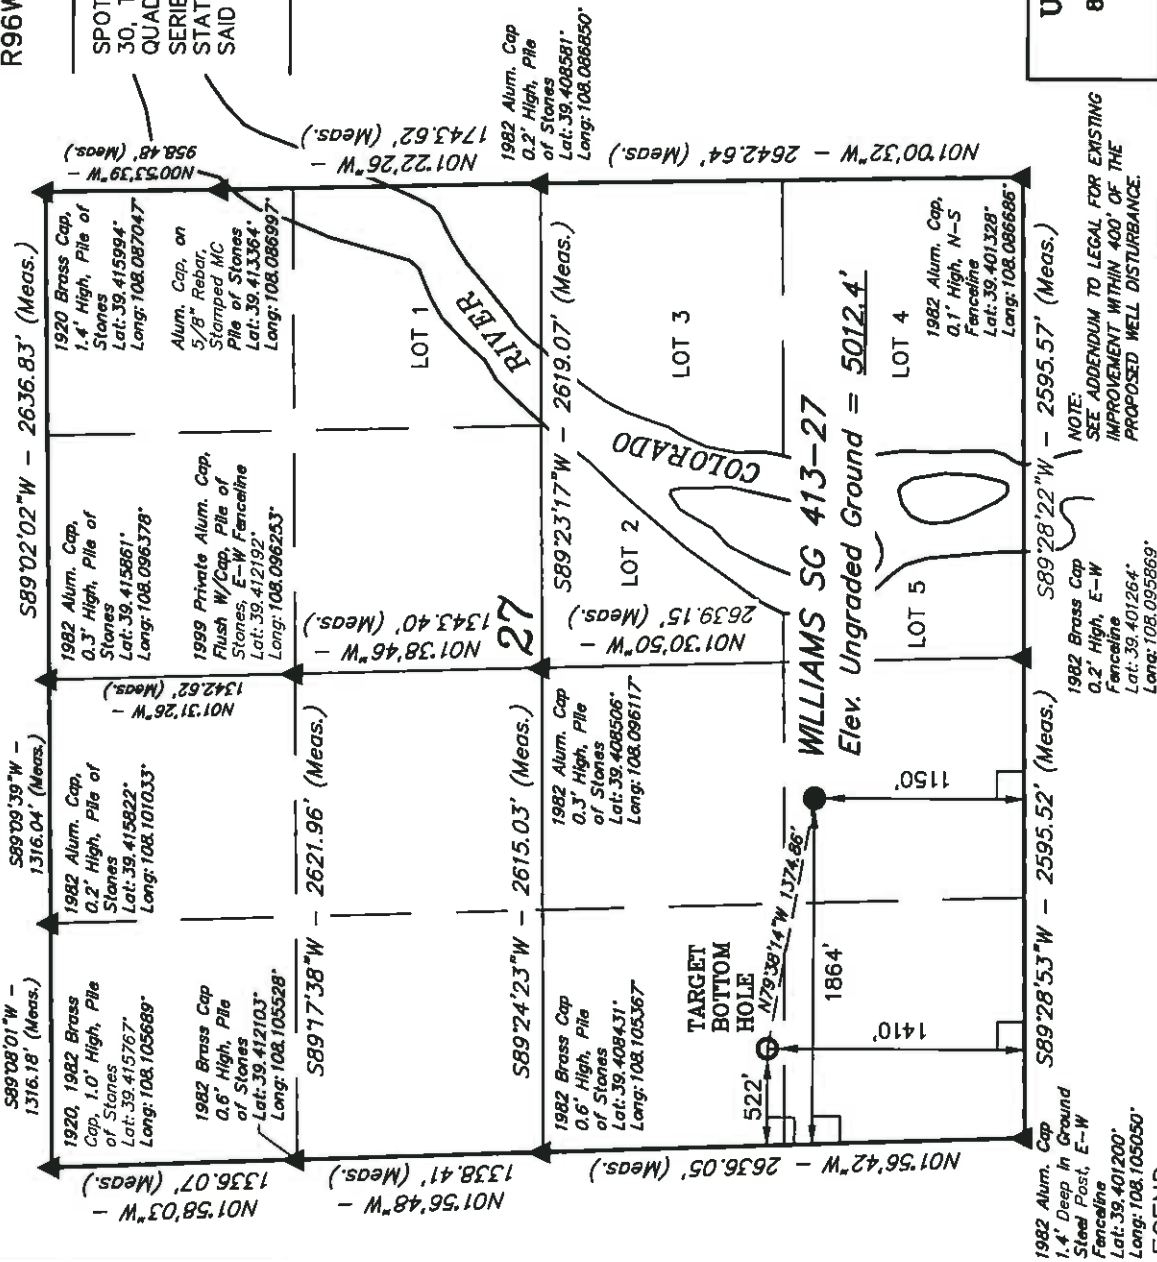 R96W
SPOT
30, T
QUAD
SERIE
STAT
SAID
S89°08'01"W –
1316.18' (Meas.)
S89°09'39"W –
1316.04' (Meas.)
S89°02'02"W – 2636.83' (Meas.)
1920, 1982 Brass
Cap, 1.0' High, Pile
of Stones
Lat: 39.415767°
Long: 108.105689°
1982 Alum. Cap,
0.2' High, Pile of
Stones
Lat: 39.415822°
Long: 108.101033°
1982 Alum. Cap,
0.3' High, Pile of
Stones
Lat: 39.415861°
Long: 108.096378°
1920 Brass Cap,
1.4' High, Pile of
Stones
Lat: 39.415994°
Long: 108.087047°
N01°58'03"W –
1336.07' (Meas.)
N01°31'26"W –
1342.62' (Meas.)
N00°53'39"W –
958.48' (Meas.)
1982 Brass Cap
0.6' High, Pile
of Stones
Lat: 39.412103°
Long: 108.105528°
1999 Private Alum. Cap,
Flush W/Cap, Pile of
Stones, E–W Fenceline
Lat: 39.412192°
Long: 108.096253°
Alum. Cap, on
5/8" Rebar,
Stamped MC
Pile of Stones
Lat: 39.413364°
Long: 108.086997°
S89°17'38"W – 2621.96' (Meas.)
N01°56'48"W –
1338.41' (Meas.)
N01°38'46"W –
1343.40' (Meas.)
N01°22'26"W –
1743.62' (Meas.)
LOT 1
RIVER
27
S89°24'23"W – 2615.03' (Meas.)
S89°23'17"W – 2619.07' (Meas.)
1982 Alum. Cap
0.2' High, Pile
of Stones
Lat: 39.408581°
Long: 108.086850°
1982 Brass Cap
0.6' High, Pile
of Stones
Lat: 39.408431°
Long: 108.105367°
1982 Alum. Cap
0.3' High, Pile
of Stones
Lat: 39.408506°
Long: 108.096117°
N01°30'50"W –
2639.15' (Meas.)
LOT 2
COLORADO
LOT 3
N01°00'32"W – 2642.64' (Meas.)
N01°56'42"W – 2636.05' (Meas.)
TARGET
BOTTOM
HOLE
N79°38'14"W 1374.86'
522'
1864'
1410'
1150'
WILLIAMS SG 413–27
Elev. Ungraded Ground = 5012.4'
LOT 5
LOT 4
1982 Alum. Cap,
0.1' High, N–S
Fenceline
Lat: 39.401328°
Long: 108.086686°
S89°28'53"W – 2595.52' (Meas.)
S89°28'22"W – 2595.57' (Meas.)
1982 Alum. Cap
1.4' Deep In Ground
Steel Post, E–W
Fenceline
Lat: 39.401200°
Long: 108.105050°
1982 Brass Cap
0.2' High, E–W
Fenceline
Lat: 39.401264°
Long: 108.095869°
NOTE:
SEE ADDENDUM TO LEGAL FOR EXISTING
IMPROVEMENT WITHIN 400' OF THE
PROPOSED WELL DISTURBANCE.
U
8